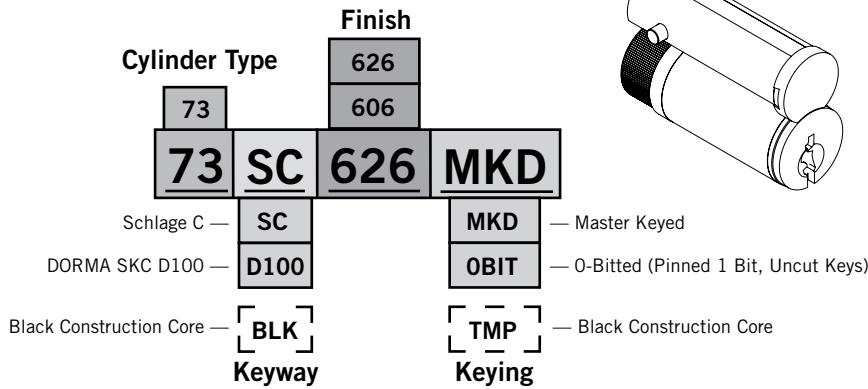 Finish
Cylinder Type
626
73
606
73 SC 626 MKD
Schlage C — SC
MKD — Master Keyed
DORMA SKC D100 — D100
0BIT — 0-Bitted (Pinned 1 Bit, Uncut Keys)
Black Construction Core — BLK
TMP — Black Construction Core
Keyway
Keying